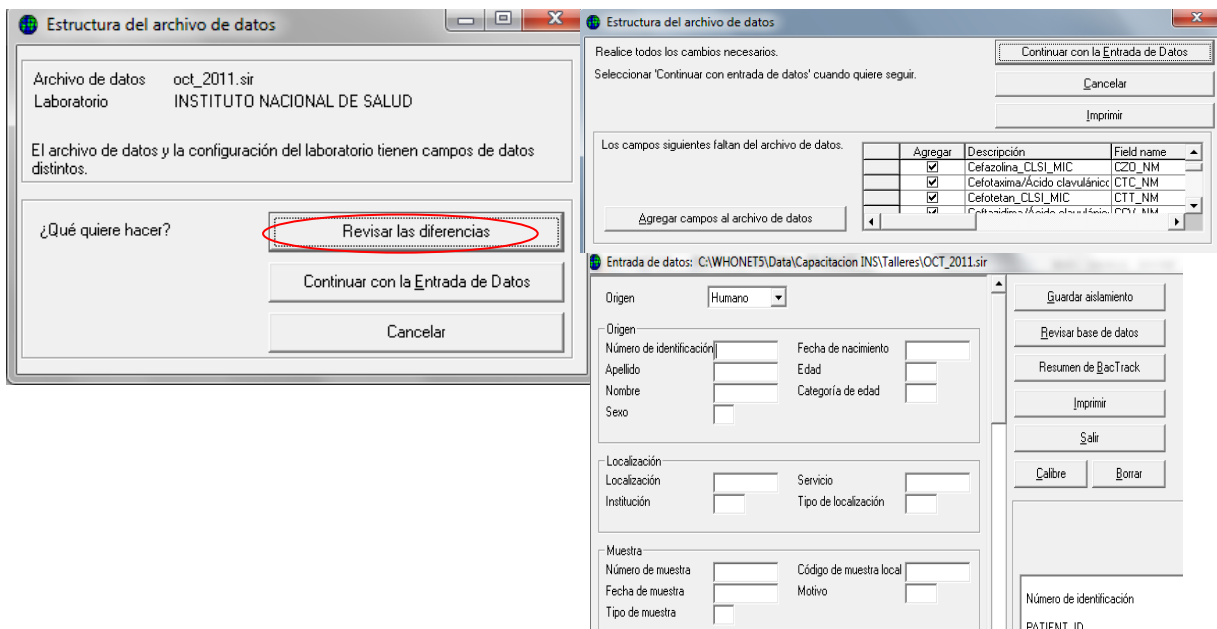 Estructura del archivo de datos
Archivo de datos oct_2011.sir
Laboratorio INSTITUTO NACIONAL DE SALUD
El archivo de datos y la configuración del laboratorio tienen campos de datos
distintos.
¿Qué quiere hacer?
Revisar las diferencias
Continuar con la Entrada de Datos
Cancelar
Estructura del archivo de datos
Realice todos los cambios necesarios.
Seleccionar 'Continuar con entrada de datos' cuando quiere seguir.
Continuar con la Entrada de Datos
Cancelar
Imprimir
Los campos siguientes faltan del archivo de datos.
Agregar campos al archivo de datos
Agregar Descripción Field name
Cefazolina_CLSI_MIC CZO_NM
Cefotaxima/Ácido clavulánico CTC_NM
Cefotetan_CLSI_MIC CTT_NM
Ceftazidima/Ácido clavulánico CCV_NM
Entrada de datos: C:\WHONET5\Data\Capacitacion INS\Talleres\OCT_2011.sir
Origen Humano
Origen
Número de identificación Fecha de nacimiento
Apellido Edad
Nombre Categoría de edad
Sexo
Localización
Localización Servicio
Institución Tipo de localización
Muestra
Número de muestra Código de muestra local
Fecha de muestra Motivo
Tipo de muestra
Guardar aislamiento
Revisar base de datos
Resumen de BacTrack
Imprimir
Salir
Calibre Borrar
Número de identificación
PATIENT_ID